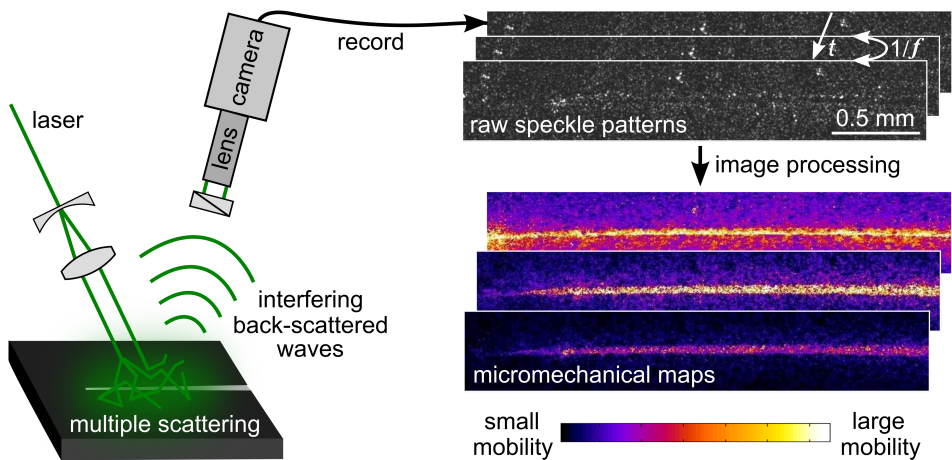 laser
camera
lens
record
t
1/f
raw speckle patterns
0.5 mm
image processing
interfering
back-scattered
waves
multiple scattering
micromechanical maps
small
mobility
large
mobility